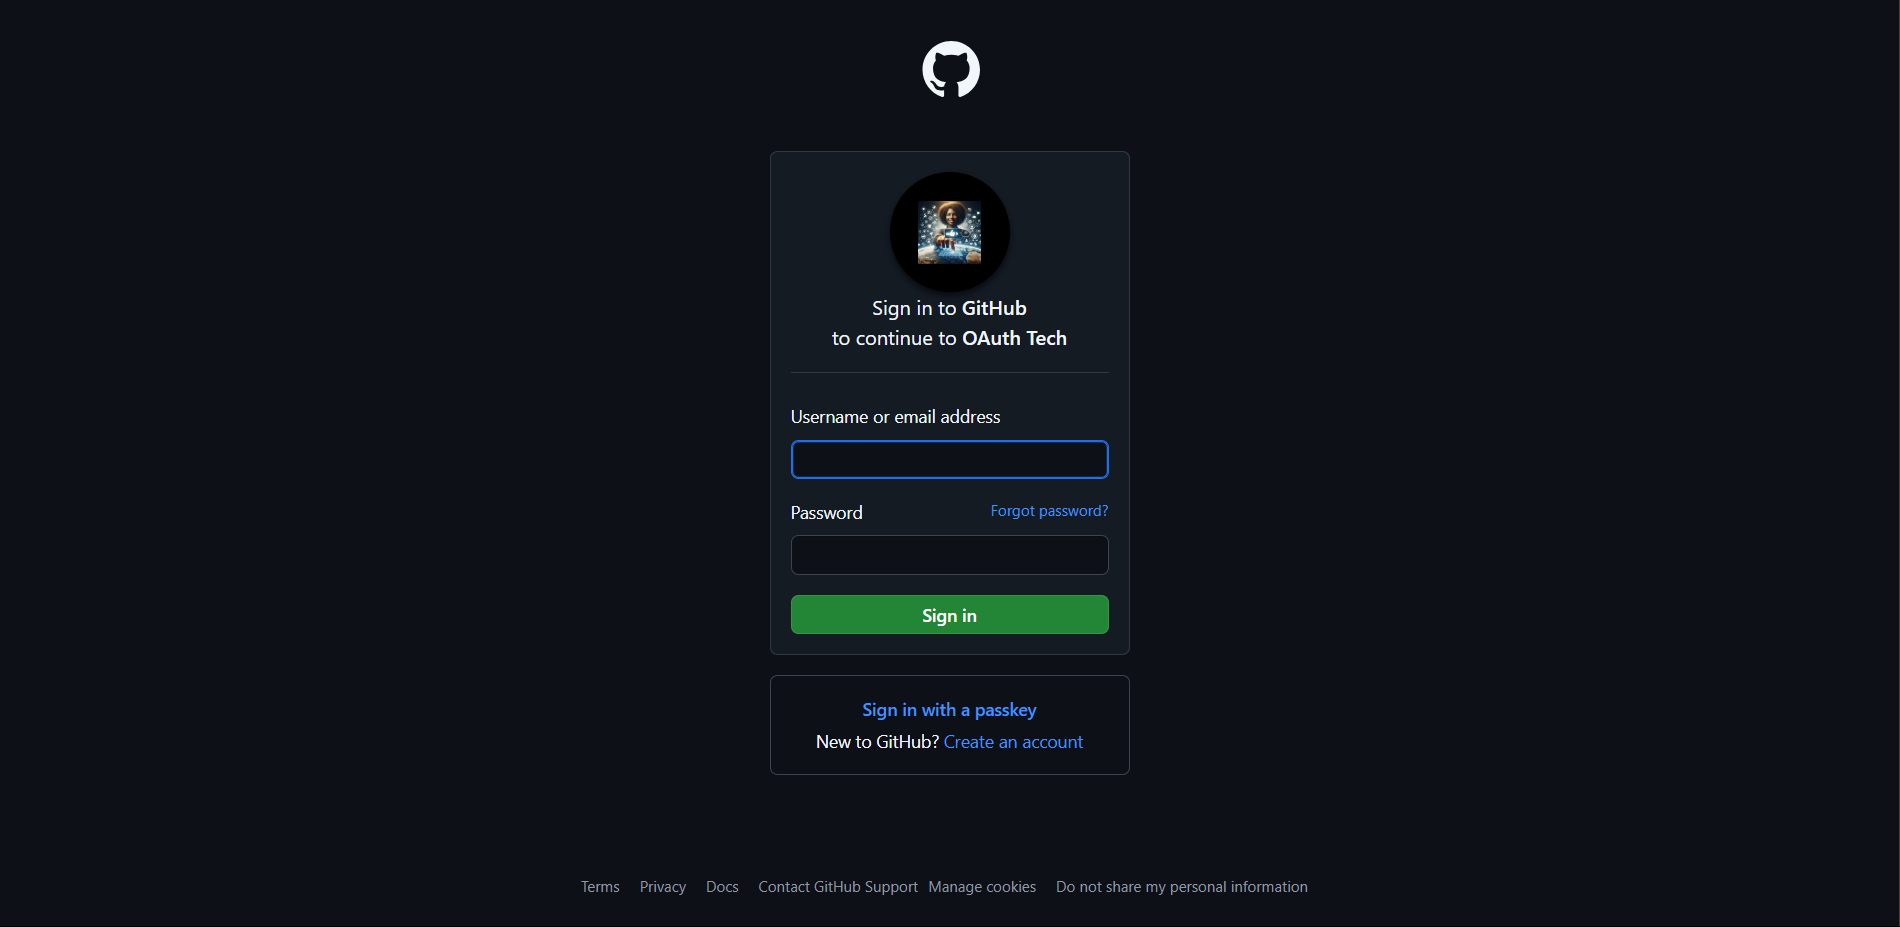 Sign in to GitHub
to continue to OAuth Tech
Username or email address
Password
Forgot password?
Sign in
Sign in with a passkey
New to GitHub? Create an account
Terms Privacy Docs Contact GitHub Support Manage cookies Do not share my personal information